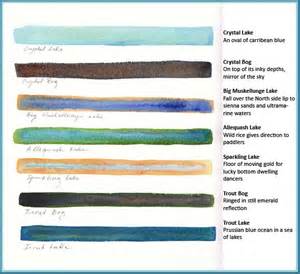 Crystal Lake
Crystal Lake
An oval of carribean blue
Crystal Bog
Crystal Bog
On top of its inky depths,
mirror of the sky
Big Muskellunge Lake
Big Muskellunge Lake
Fall over the North side lip to
sienna sands and ultrama-
rine waters
Allequash Lake
Allequash Lake
Wild rice gives direction to
paddlers
Sparkling Lake
Sparkling Lake
Floor of moving gold for
lucky bottom dwelling
dancers
Trout Bog
Trout Bog
Ringed in still emerald
reflection
Trout Lake
Trout Lake
Prussian blue ocean in a sea
of lakes